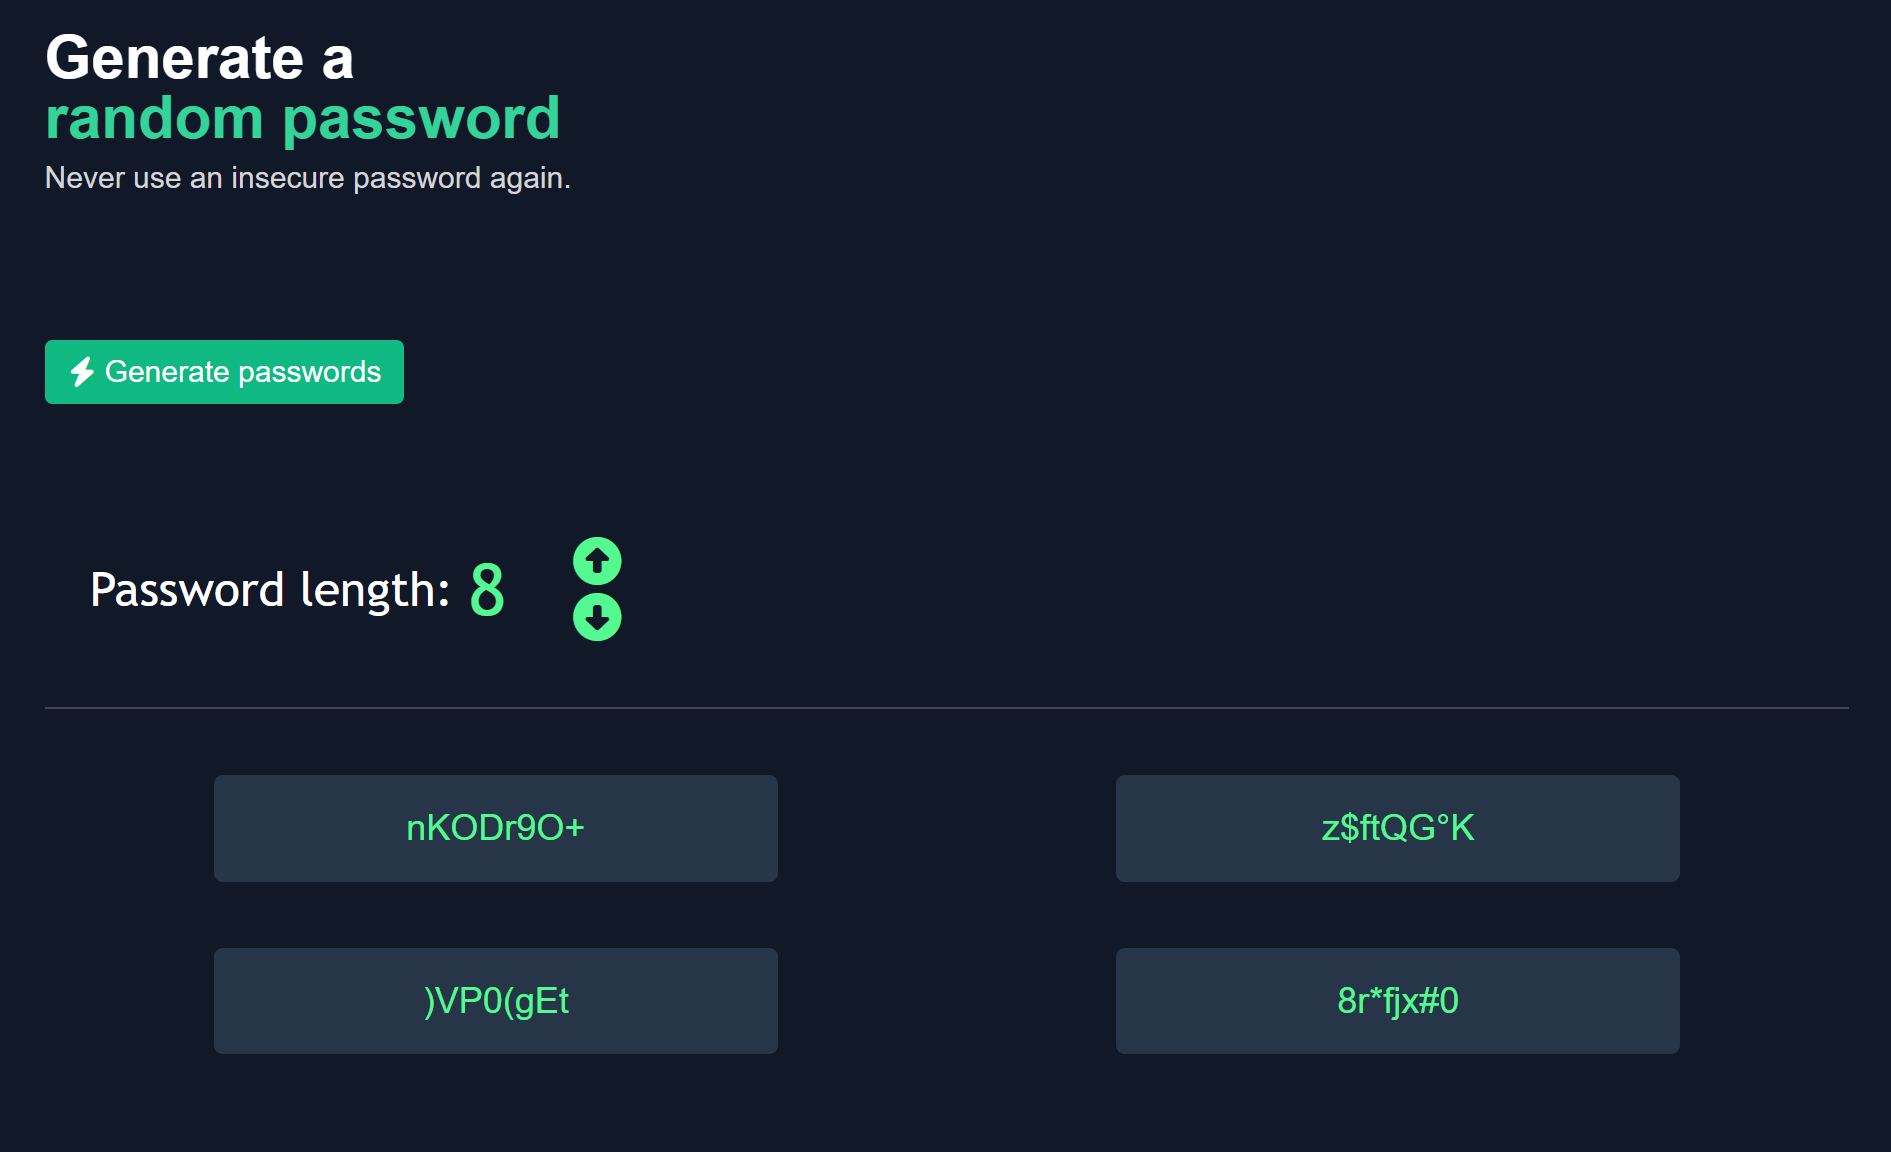 Generate a
random password
Never use an insecure password again.
Generate passwords
Password length: 8
nKODr9O+
z$ftQG°K
)VP0(gEt
8r*fjx#0